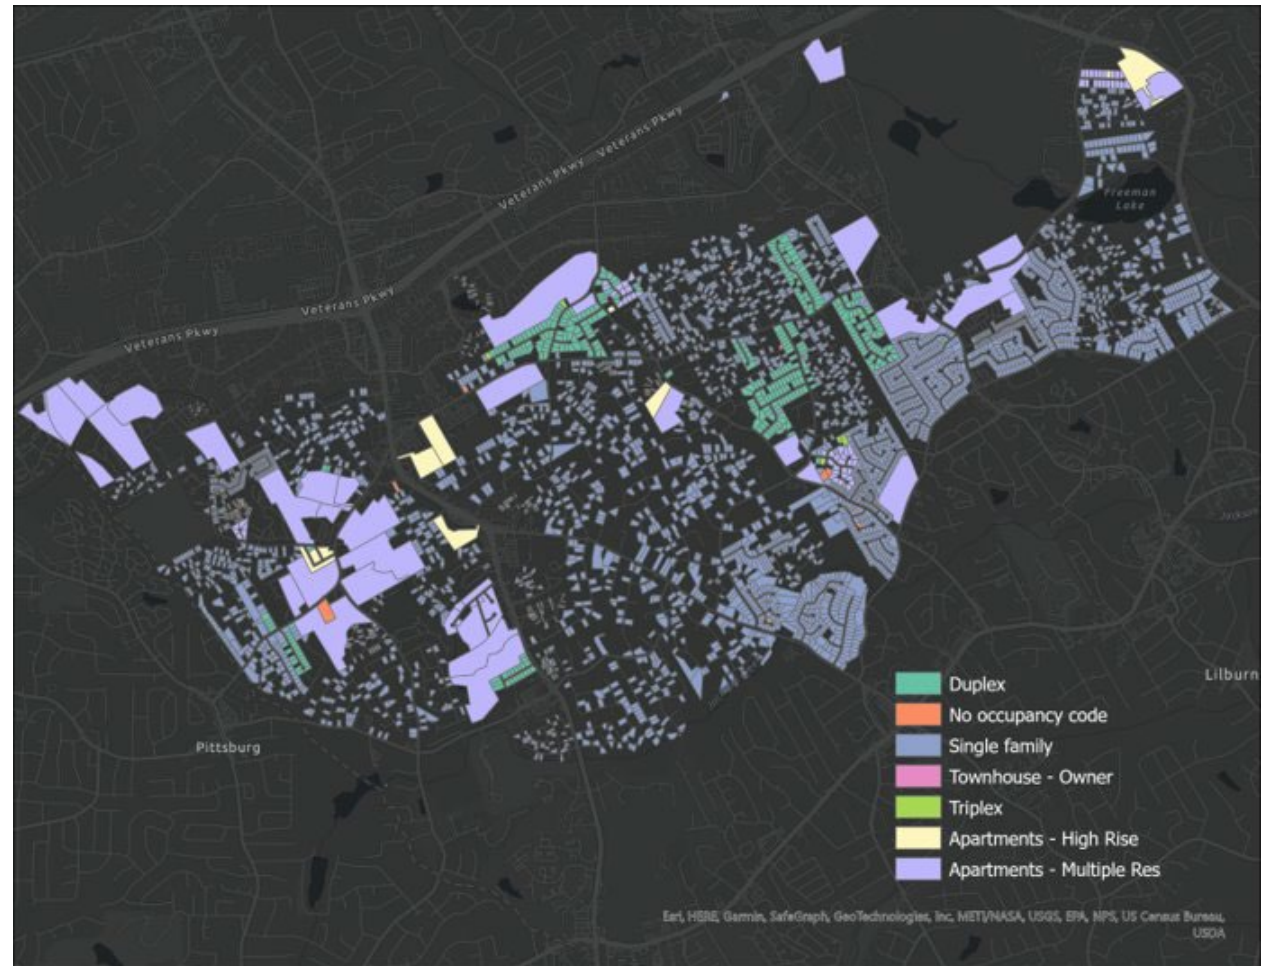 Veterans Pkwy
Veterans Pkwy
Veterans Pkwy
Veterans Pkwy
Freeman
Lake
Lilburn
Pittsburg
Duplex
No occupancy code
Single family
Townhouse - Owner
Triplex
Apartments - High Rise
Apartments - Multiple Res
Esri, HERE, Garmin, SafeGraph, GeoTechnologies, Inc, METI/NASA, USGS, EPA, NPS, US Census Bureau,
USDA